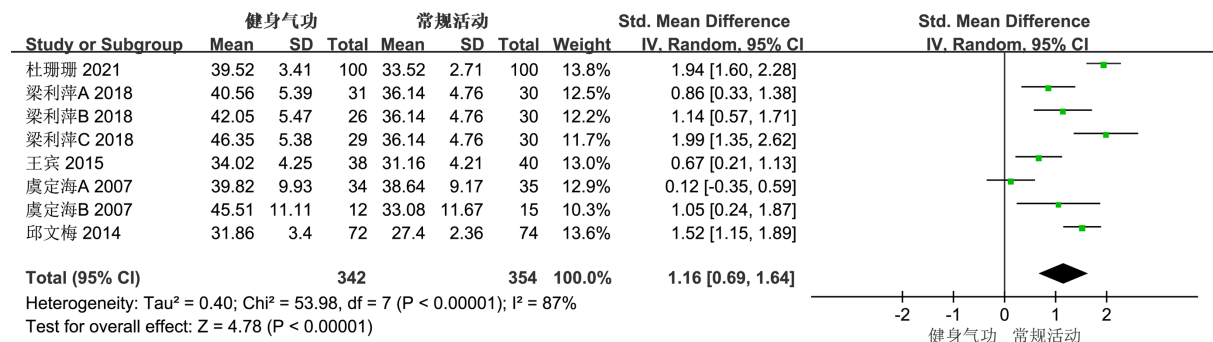 健身气功 常规活动 Std. Mean Difference Std. Mean Difference
Study or Subgroup Mean SD Total Mean SD Total Weight IV, Random, 95% CI IV, Random, 95% CI
杜珊珊 2021 39.52 3.41 100 33.52 2.71 100 13.8% 1.94 [1.60, 2.28]
梁利萍A 2018 40.56 5.39 31 36.14 4.76 30 12.5% 0.86 [0.33, 1.38]
梁利萍B 2018 42.05 5.47 26 36.14 4.76 30 12.2% 1.14 [0.57, 1.71]
梁利萍C 2018 46.35 5.38 29 36.14 4.76 30 11.7% 1.99 [1.35, 2.62]
王宾 2015 34.02 4.25 38 31.16 4.21 40 13.0% 0.67 [0.21, 1.13]
虞定海A 2007 39.82 9.93 34 38.64 9.17 35 12.9% 0.12 [-0.35, 0.59]
虞定海B 2007 45.51 11.11 12 33.08 11.67 15 10.3% 1.05 [0.24, 1.87]
邱文梅 2014 31.86 3.4 72 27.4 2.36 74 13.6% 1.52 [1.15, 1.89]
Total (95% CI) 342 354 100.0% 1.16 [0.69, 1.64]
Heterogeneity: Tau² = 0.40; Chi² = 53.98, df = 7 (P < 0.00001); I² = 87%
Test for overall effect: Z = 4.78 (P < 0.00001)
-2 -1 0 1 2
健身气功 常规活动